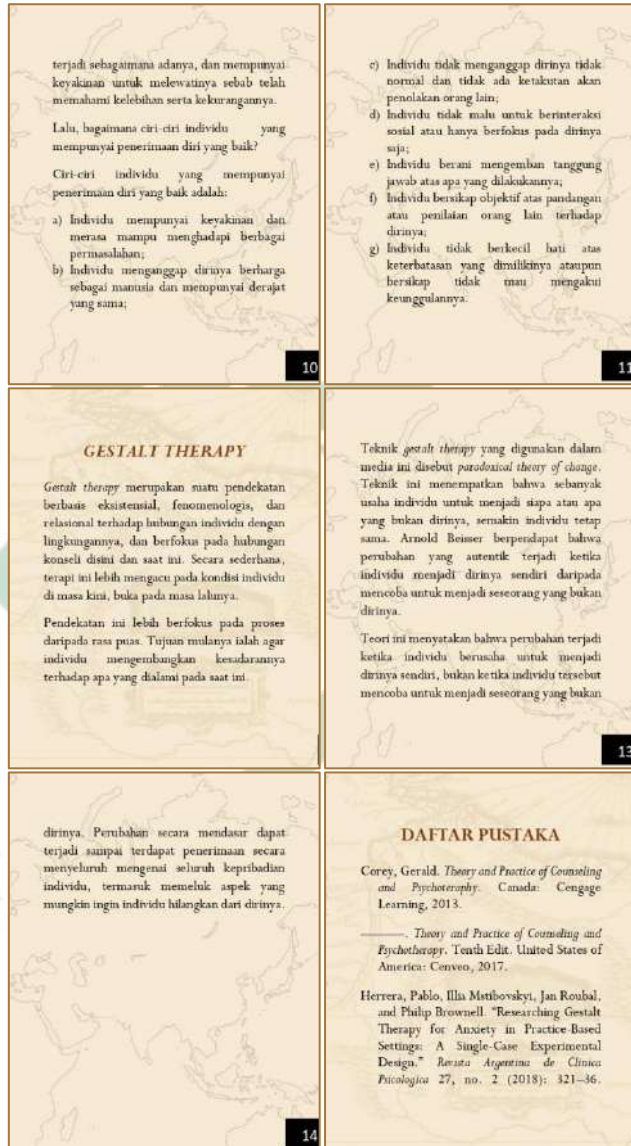 terjadi sebagaimana adanya, dan mempunyai
keyakinan untuk melewatinya sebab telah
memahami kelebihan serta kekurangannya.
Lalu, bagaimana ciri-ciri individu yang
mempunyai penerimaan diri yang baik?
Ciri-ciri individu yang mempunyai
penerimaan diri yang baik adalah:
a) Individu mempunyai keyakinan dan
merasa mampu menghadapi berbagai
permasalahan;
b) Individu menganggap dirinya berharga
sebagai manusia dan mempunyai derajat
yang sama;
10
c) Individu tidak menganggap dirinya tidak
normal dan tidak ada ketakutan akan
penolakan orang lain;
d) Individu tidak malu untuk berinteraksi
sosial atau hanya berfokus pada dirinya
saja;
e) Individu berani mengemban tanggung
jawab atas apa yang dilakukannya;
f) Individu bersikap objektif atas pandangan
atau penilaian orang lain terhadap
dirinya;
g) Individu tidak berkecil hati atas
keterbatasan yang dimilikinya ataupun
bersikap tidak mau mengakui
keunggulannya.
11
GESTALT THERAPY
Gestalt therapy merupakan suatu pendekatan
berbasis eksistensial, fenomenologis, dan
relasional terhadap hubungan individu dengan
lingkungannya, dan berfokus pada hubungan
konseli disini dan saat ini. Secara sederhana,
terapi ini lebih mengacu pada kondisi individu
di masa kini, buka pada masa lalunya.
Pendekatan ini lebih berfokus pada proses
daripada rasa puas. Tujuan mulanya ialah agar
individu mengembangkan kesadarannya
terhadap apa yang dialami pada saat ini.
Teknik gestalt therapy yang digunakan dalam
media ini disebut paradoxical theory of change.
Teknik ini menempatkan bahwa sebanyak
usaha individu untuk menjadi siapa atau apa
yang bukan dirinya, semakin individu tetap
sama. Arnold Beisser berpendapat bahwa
perubahan yang autentik terjadi ketika
individu menjadi dirinya sendiri daripada
mencoba untuk menjadi seseorang yang bukan
dirinya.
Teori ini menyatakan bahwa perubahan terjadi
ketika individu berusaha untuk menjadi
dirinya sendiri, bukan ketika individu tersebut
mencoba untuk menjadi seseorang yang bukan
13
dirinya. Perubahan secara mendasar dapat
terjadi sampai terdapat penerimaan secara
menyeluruh mengenai seluruh kepribadian
individu, termasuk memeluk aspek yang
mungkin ingin individu hilangkan dari dirinya.
14
DAFTAR PUSTAKA
Corey, Gerald. Theory and Practice of Counseling
and Psychoteraphy. Canada: Cengage
Learning, 2013.
———. Theory and Practice of Counseling and
Psychotherapy. Tenth Edit. United States of
America: Cenveo, 2017.
Herrera, Pablo, Illia Mstibovskyi, Jan Roubal,
and Philip Brownell. “Researching Gestalt
Therapy for Anxiety in Practice-Based
Settings: A Single-Case Experimental
Design.” Revista Argentina de Clinica
Psicologica 27, no. 2 (2018): 321–36.